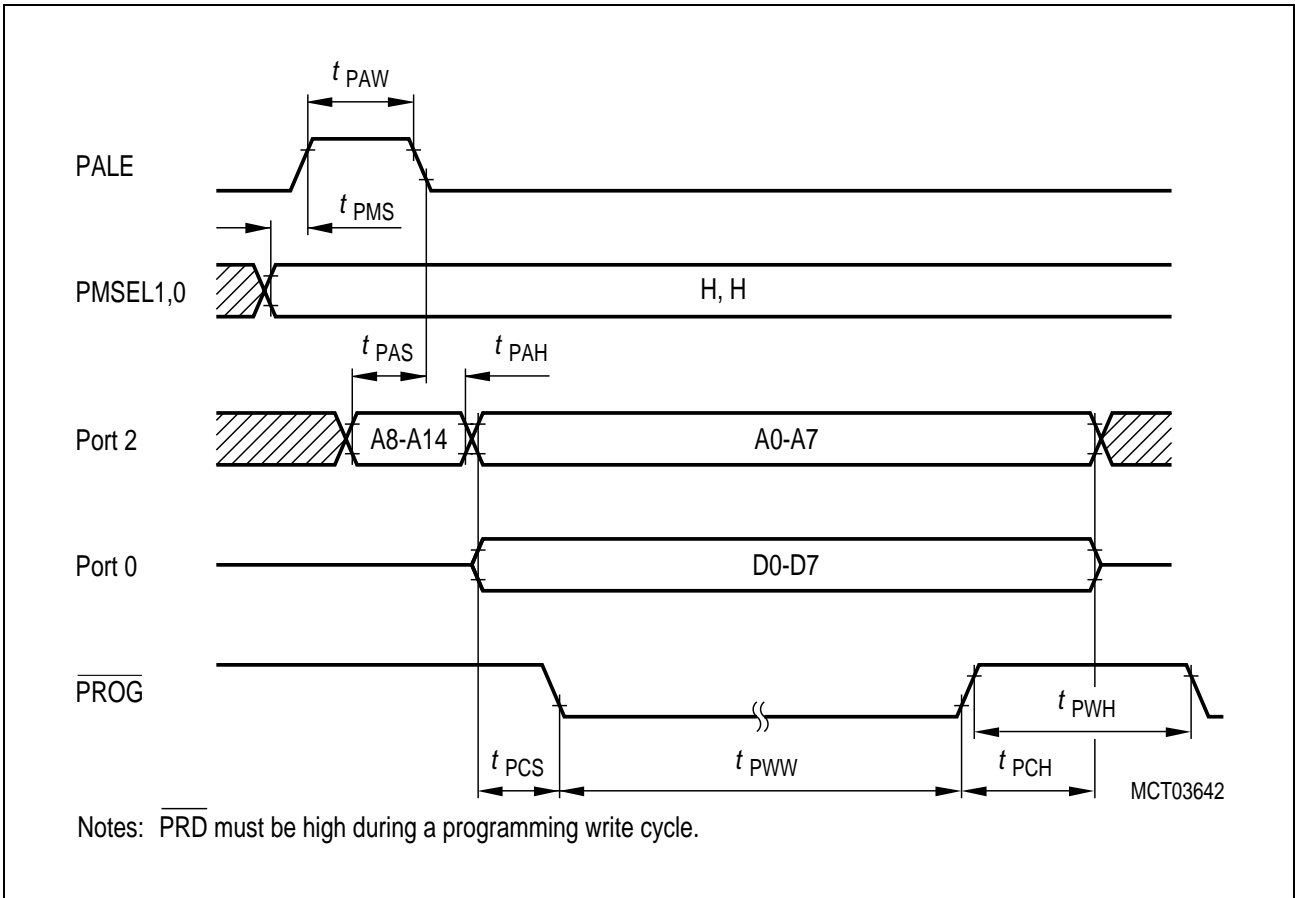 t PAW
PALE
t PMS
PMSEL1,0
H, H
t PAS
t PAH
Port 2
A8-A14
A0-A7
Port 0
D0-D7
PROG
t PWH
t PCS
t PWW
t PCH
MCT03642
Notes: PRD must be high during a programming write cycle.